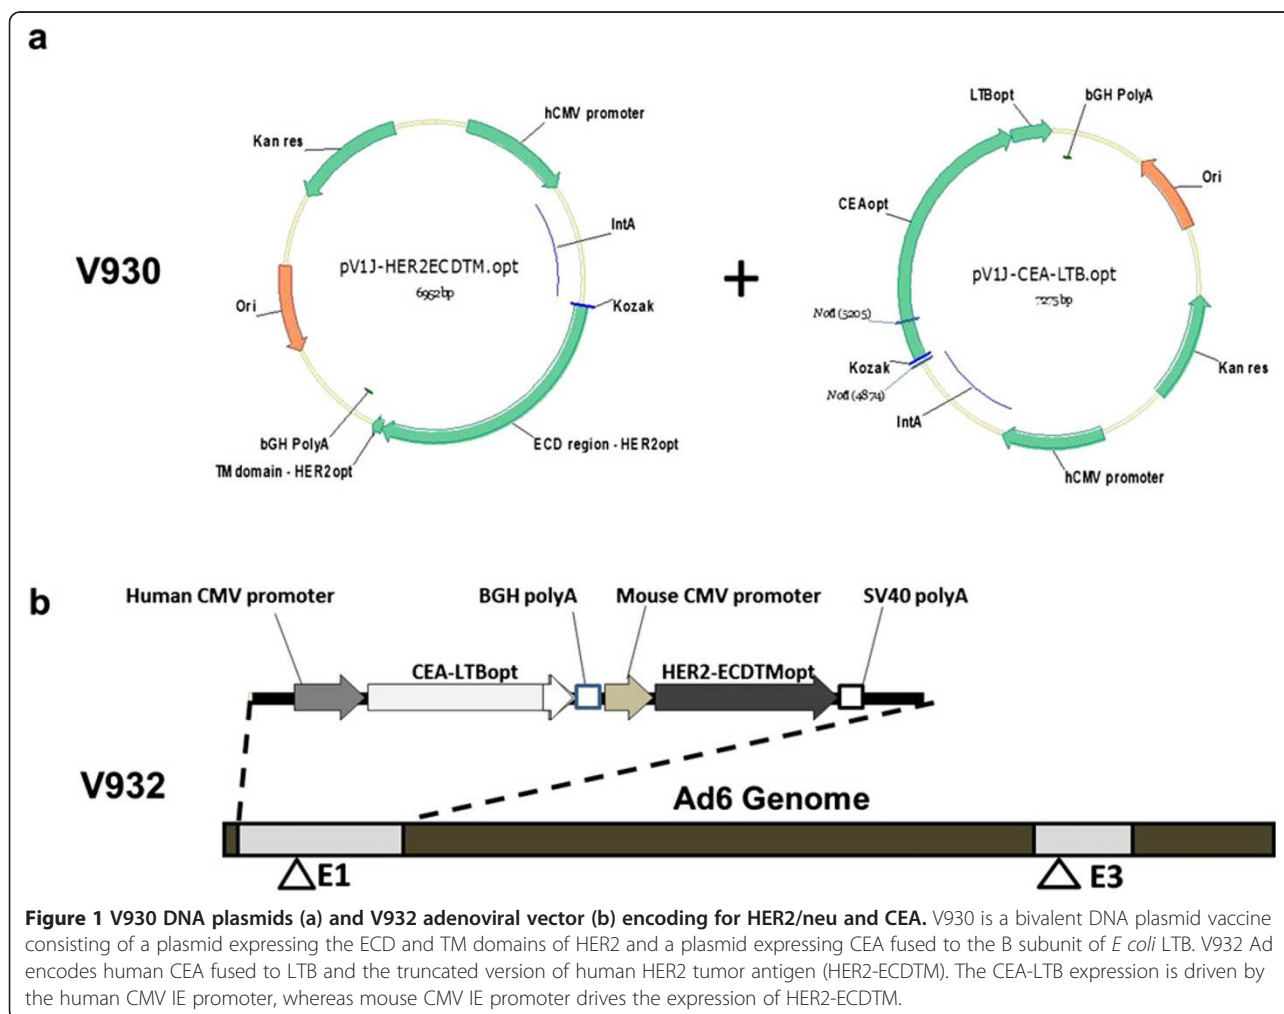 a
V930
Kan res
hCMV promoter
IntA
pV1J-HER2ECDTM.opt
6952bp
Kozak
Ori
bGH PolyA
TM domain - HER2opt
ECD region - HER2opt
+
LTBopt
bGH PolyA
Ori
CEAopt
pV1J-CEA-LTB.opt
7275bp
NotI (5205)
Kozak
NotI (4874)
IntA
Kan res
hCMV promoter
b
Human CMV promoter
BGH polyA
Mouse CMV promoter
SV40 polyA
CEA-LTBopt
HER2-ECDTMopt
V932
Ad6 Genome
△E1
△ E3
Figure 1 V930 DNA plasmids (a) and V932 adenoviral vector (b) encoding for HER2/neu and CEA. V930 is a bivalent DNA plasmid vaccine
consisting of a plasmid expressing the ECD and TM domains of HER2 and a plasmid expressing CEA fused to the B subunit of E coli LTB. V932 Ad
encodes human CEA fused to LTB and the truncated version of human HER2 tumor antigen (HER2-ECDTM). The CEA-LTB expression is driven by
the human CMV IE promoter, whereas mouse CMV IE promoter drives the expression of HER2-ECDTM.